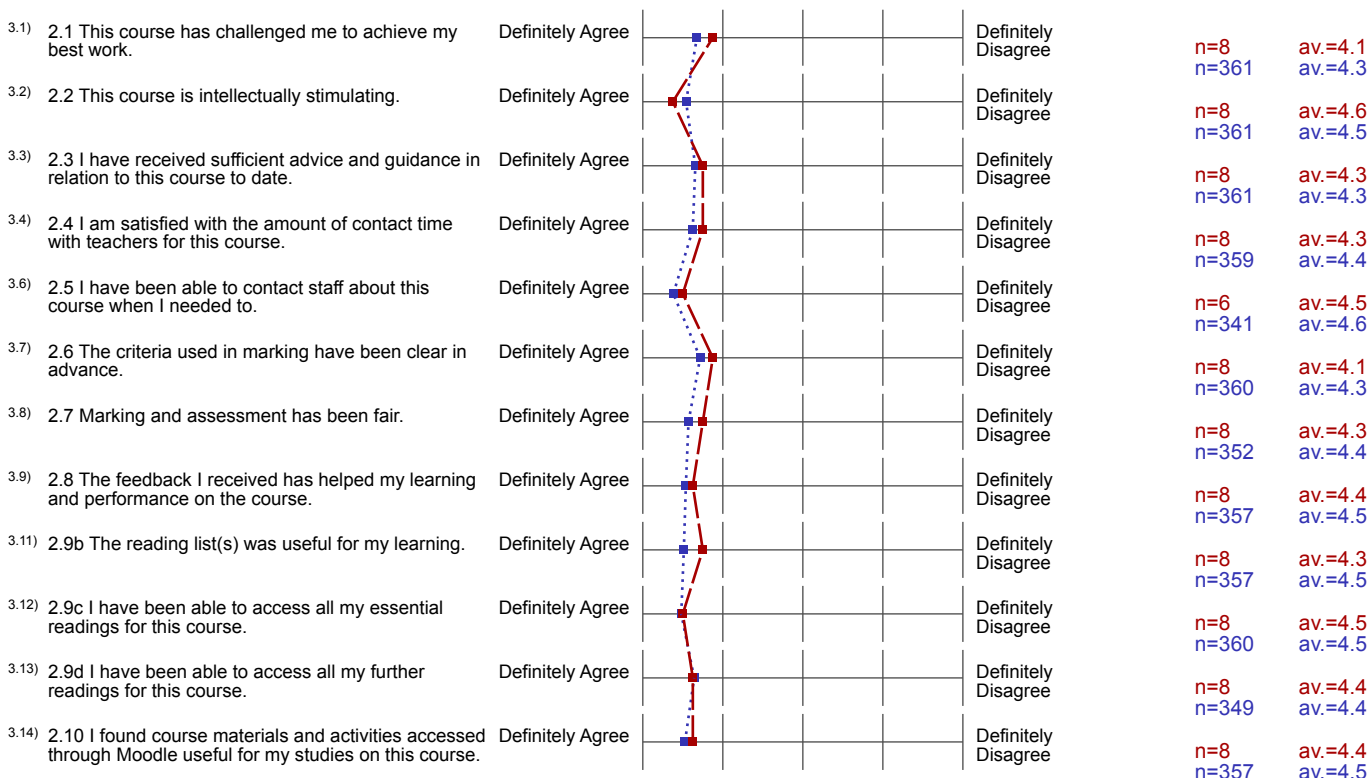 3.1) 2.1 This course has challenged me to achieve my Definitely Agree Definitely
best work. Disagree n=8 av.=4.1
n=361 av.=4.3
3.2) 2.2 This course is intellectually stimulating. Definitely Agree Definitely
Disagree n=8 av.=4.6
n=361 av.=4.5
3.3) 2.3 I have received sufficient advice and guidance in Definitely Agree Definitely
relation to this course to date. Disagree n=8 av.=4.3
n=361 av.=4.3
3.4) 2.4 I am satisfied with the amount of contact time Definitely Agree Definitely
with teachers for this course. Disagree n=8 av.=4.3
n=359 av.=4.4
3.6) 2.5 I have been able to contact staff about this Definitely Agree Definitely
course when I needed to. Disagree n=6 av.=4.5
n=341 av.=4.6
3.7) 2.6 The criteria used in marking have been clear in Definitely Agree Definitely
advance. Disagree n=8 av.=4.1
n=360 av.=4.3
3.8) 2.7 Marking and assessment has been fair. Definitely Agree Definitely
Disagree n=8 av.=4.3
n=352 av.=4.4
3.9) 2.8 The feedback I received has helped my learning Definitely Agree Definitely
and performance on the course. Disagree n=8 av.=4.4
n=357 av.=4.5
3.11) 2.9b The reading list(s) was useful for my learning. Definitely Agree Definitely
Disagree n=8 av.=4.3
n=357 av.=4.5
3.12) 2.9c I have been able to access all my essential Definitely Agree Definitely
readings for this course. Disagree n=8 av.=4.5
n=360 av.=4.5
3.13) 2.9d I have been able to access all my further Definitely Agree Definitely
readings for this course. Disagree n=8 av.=4.4
n=349 av.=4.4
3.14) 2.10 I found course materials and activities accessed Definitely Agree Definitely
through Moodle useful for my studies on this course. Disagree n=8 av.=4.4
n=357 av.=4.5